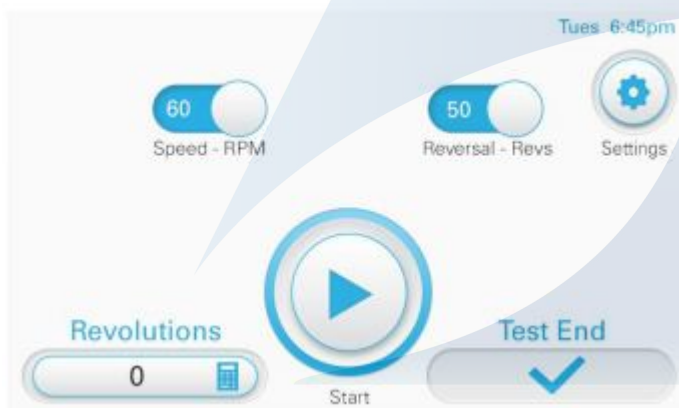 Tues 6:45pm
60
50
Speed - RPM
Reversal - Revs
Settings
Revolutions
Test End
0
Start